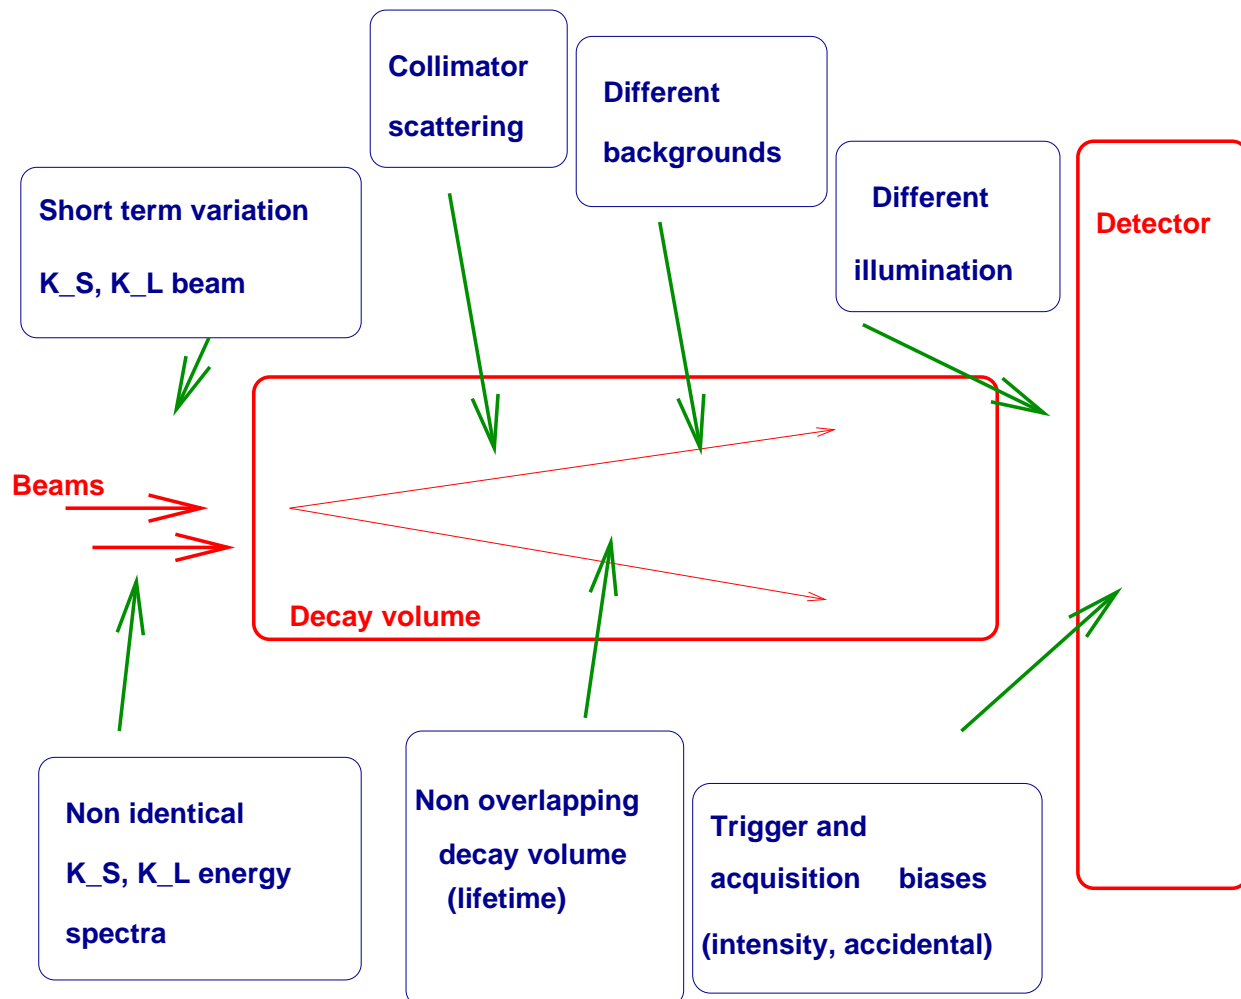 Collimator
scattering
Different
backgrounds
Different
illumination
Detector
Short term variation
K_S, K_L beam
Beams
Decay volume
Non identical
K_S, K_L energy
spectra
Non overlapping
decay volume
(lifetime)
Trigger and
acquisition biases
(intensity, accidental)